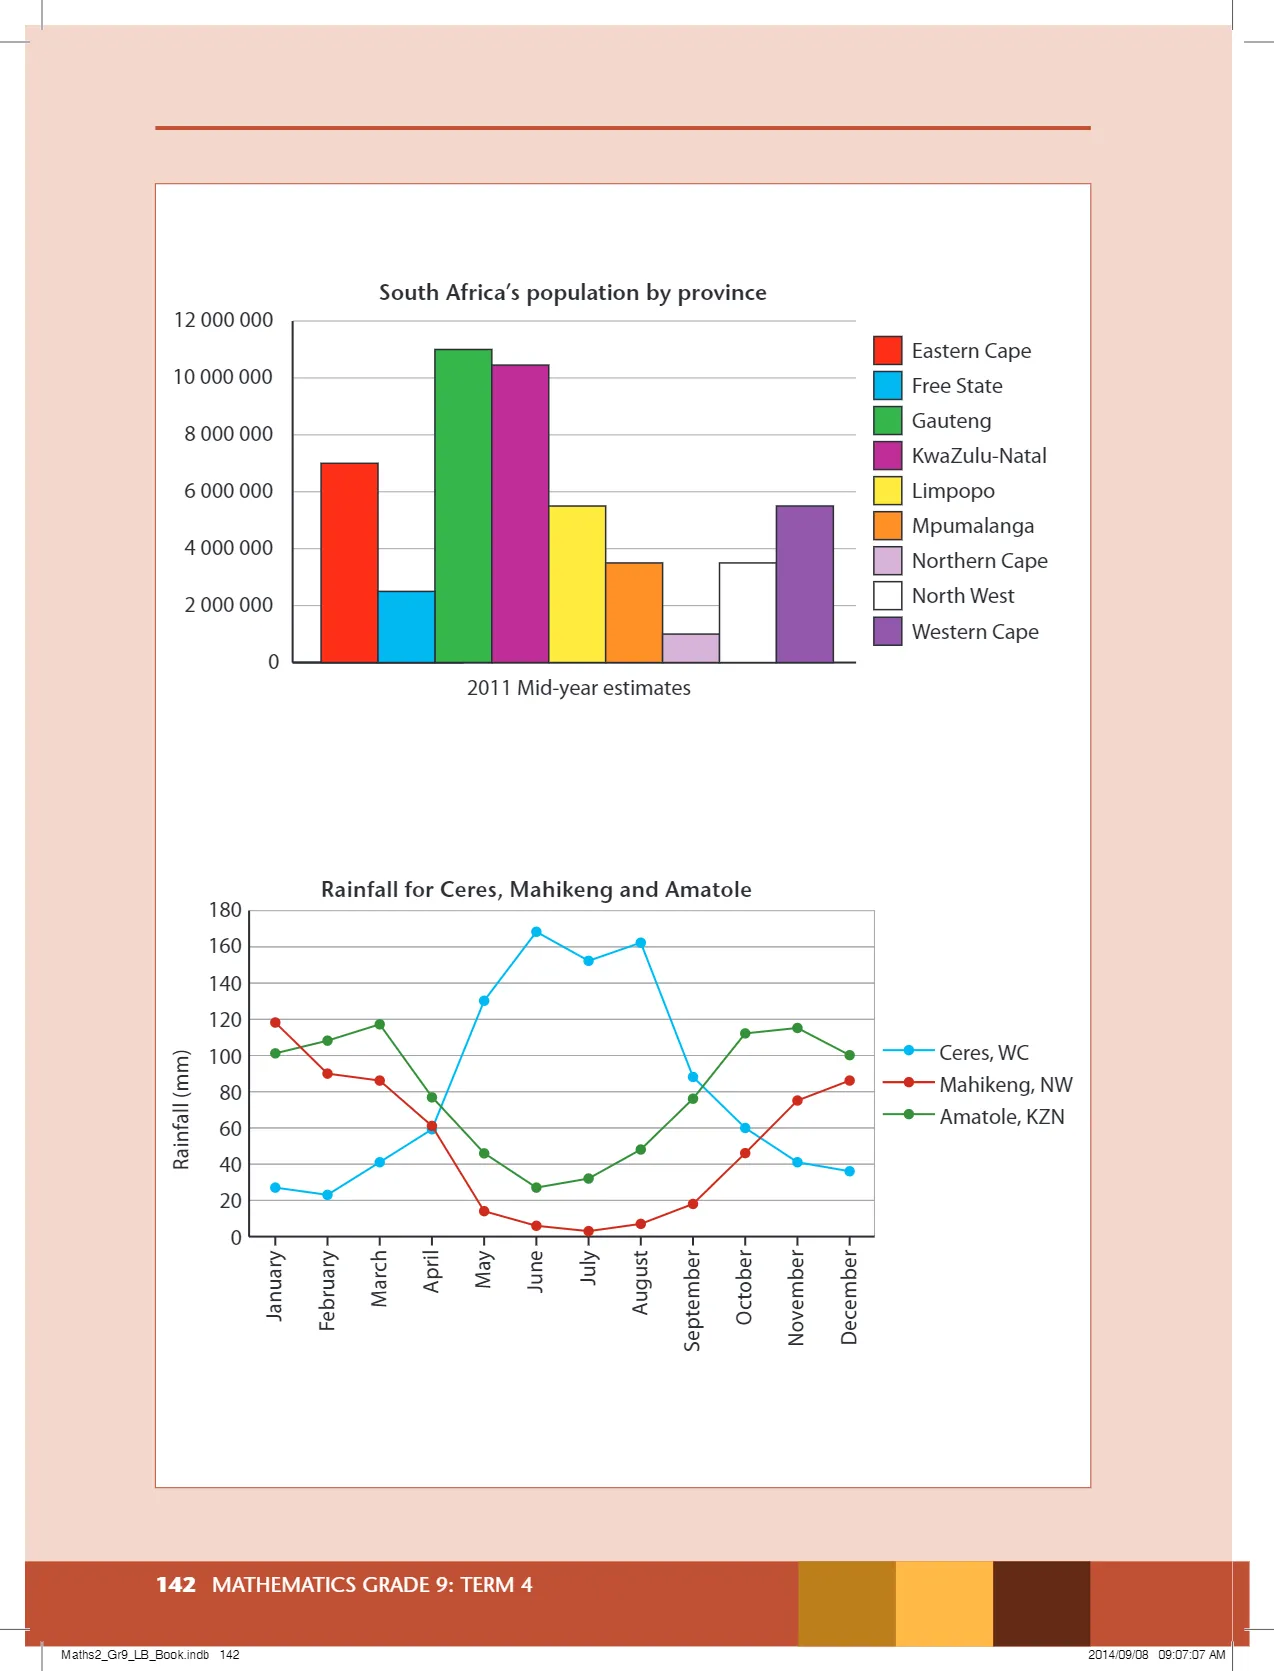 South Africa's population by province
12 000 000
10 000 000
8 000 000
6 000 000
4 000 000
2 000 000
0
Eastern Cape
Free State
Gauteng
KwaZulu-Natal
Limpopo
Mpumalanga
Northern Cape
North West
Western Cape
2011 Mid-year estimates
Rainfall for Ceres, Mahikeng and Amatole
Rainfall (mm)
180
160
140
120
100
80
60
40
20
0
January
February
March
April
May
June
July
August
September
October
November
December
Ceres, WC
Mahikeng, NW
Amatole, KZN
142 MATHEMATICS GRADE 9: TERM 4
Maths2_Gr9_LB_Book.indb 142
2014/09/08 09:07:07 AM